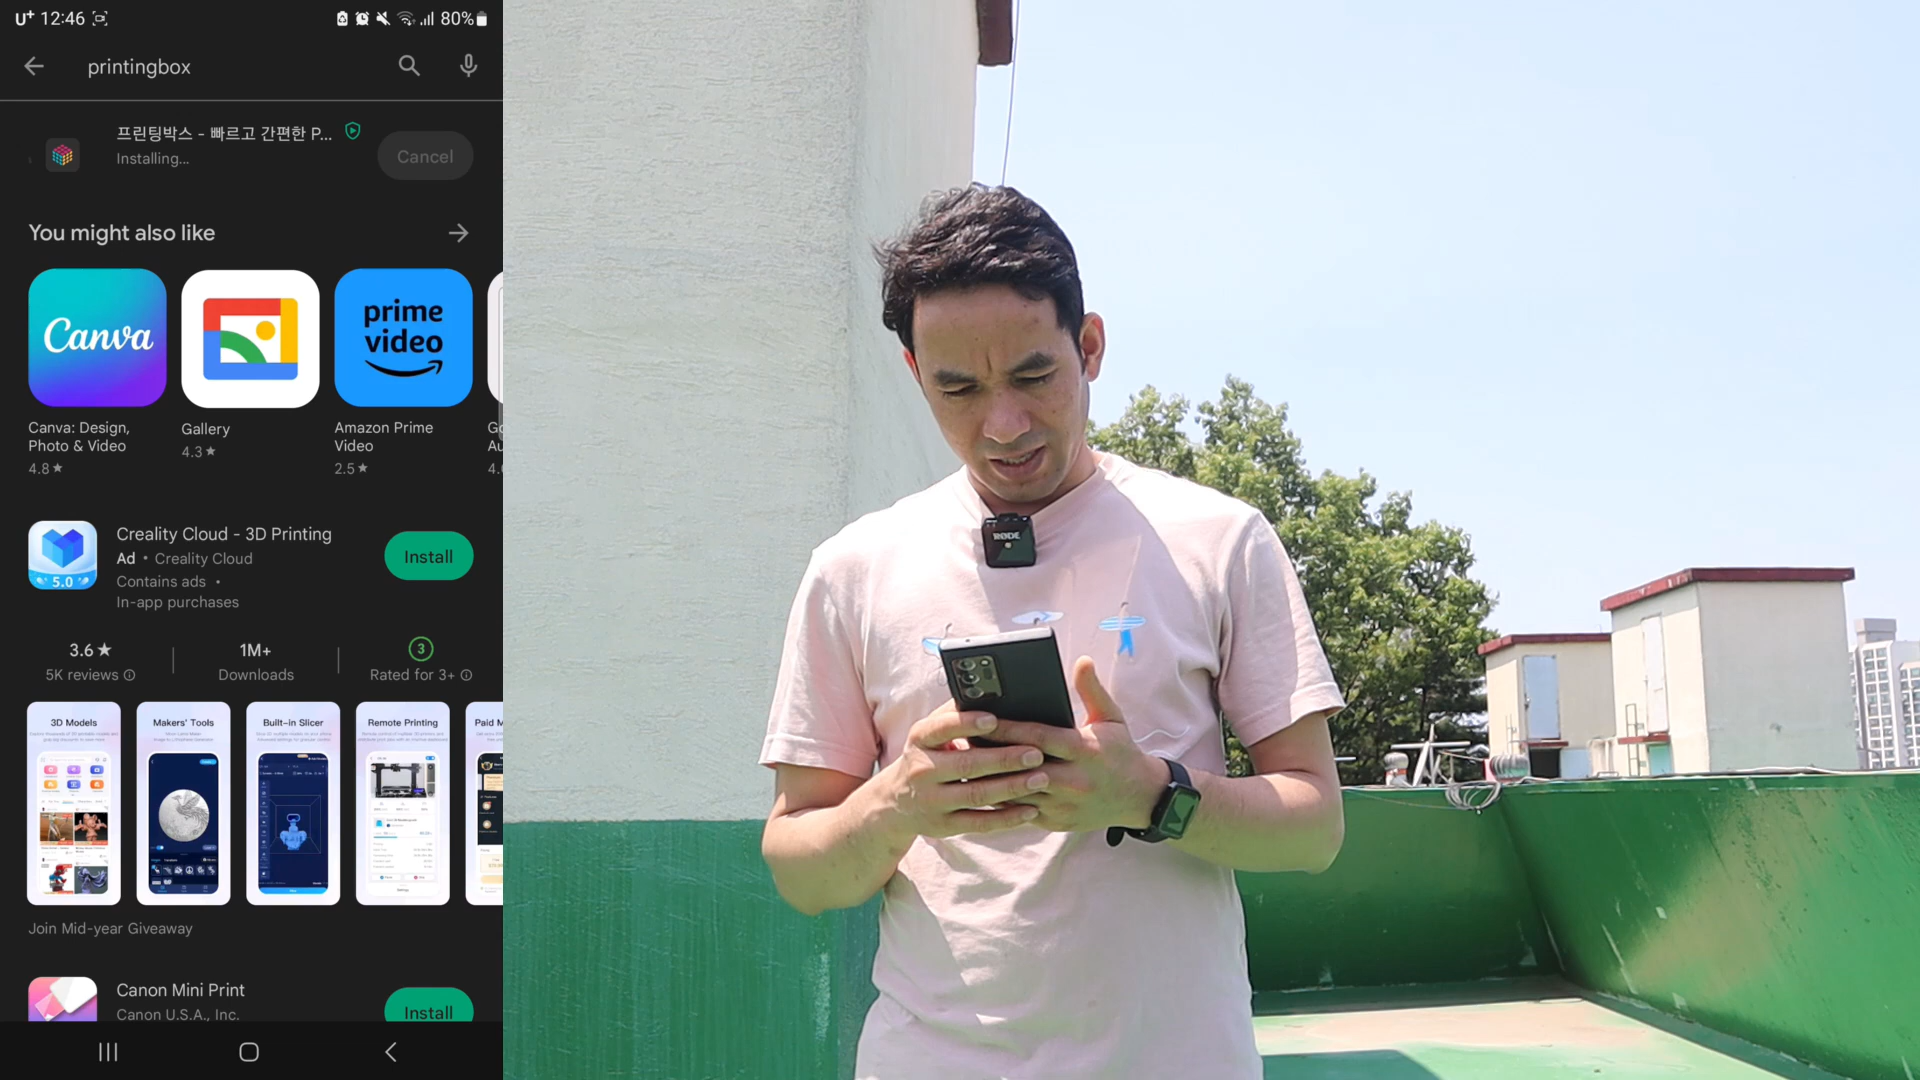 U+ 12:46
80%
printingbox
프린팅박스 - 빠르고 간편한 P...
Installing...
Cancel
You might also like
Canva
prime
video
Canva: Design,
Photo & Video
4.8★
Gallery
4.3★
Amazon Prime
Video
2.5★
Creality Cloud - 3D Printing
Ad • Creality Cloud
Contains ads •
In-app purchases
5.0
Install
3.6★
5K reviews
1M+
Downloads
3
Rated for 3+
3D Models
Makers' Tools
Built-in Slicer
Remote Printing
Paid M
Join Mid-year Giveaway
Canon Mini Print
Canon U.S.A., Inc.
Install
RØDE